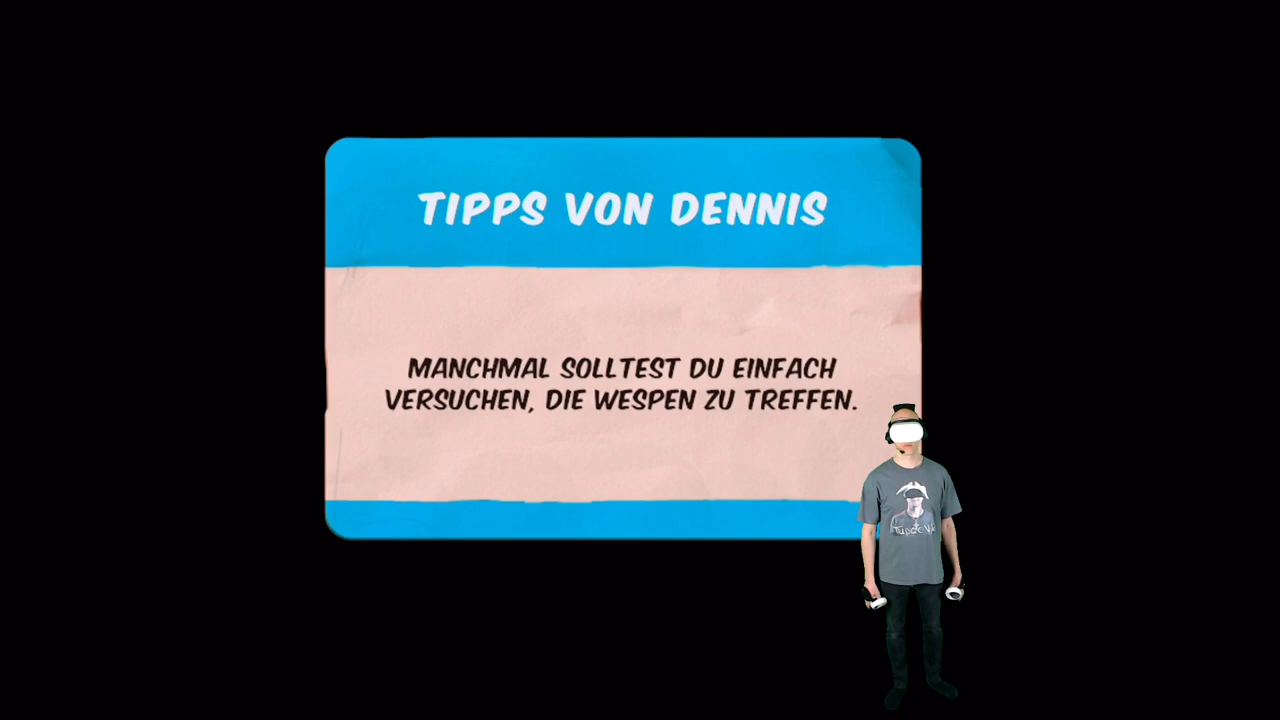 TIPPS VON DENNIS
MANCHMAL SOLLTEST DU EINFACH
VERSUCHEN, DIE WESPEN ZU TREFFEN.